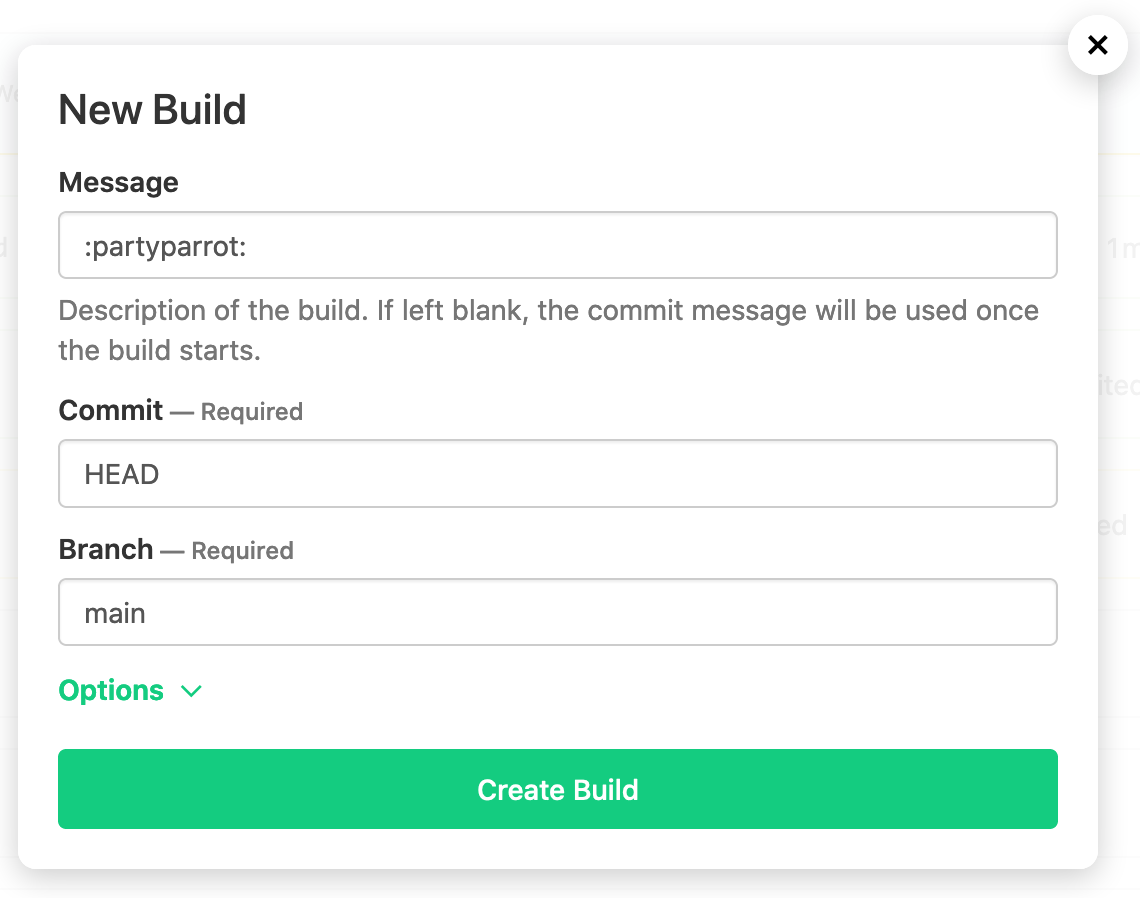 New Build
Message
:partyparrot:
Description of the build. If left blank, the commit message will be used once
the build starts.
Commit — Required
HEAD
Branch — Required
main
Options
Create Build